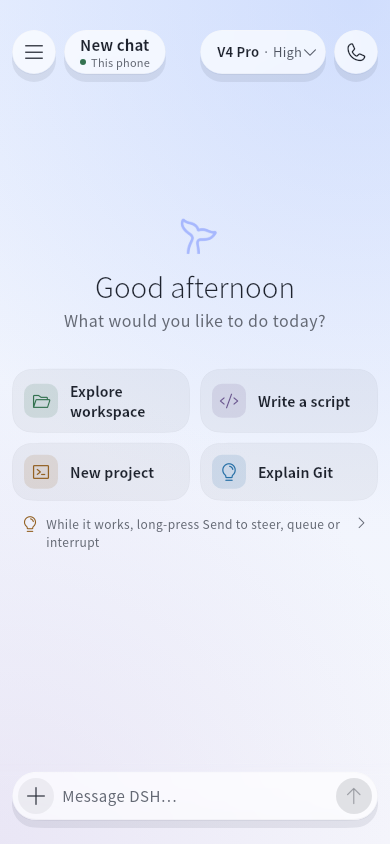 New chat
This phone
V4 Pro · High
Good afternoon
What would you like to do today?
Explore
workspace
Write a script
New project
Explain Git
While it works, long-press Send to steer, queue or
interrupt
Message DSH...